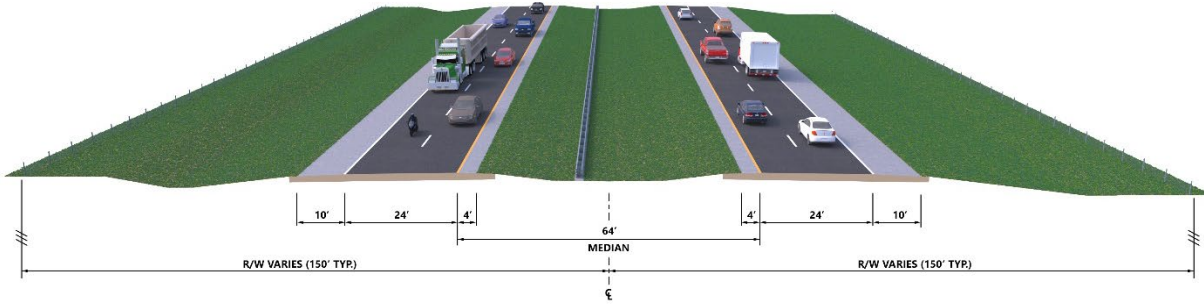 10' 24' 4' 4' 24' 10'
64'
MEDIAN
R/W VARIES (150' TYP.) R/W VARIES (150' TYP.)
℄